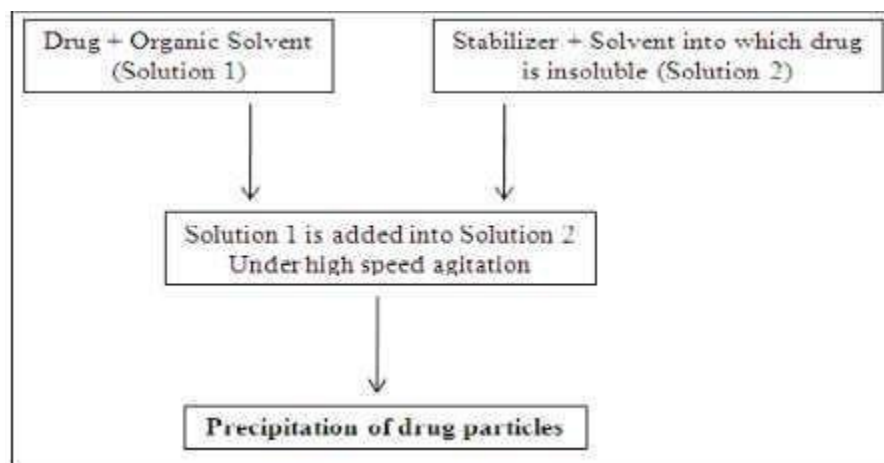 Drug + Organic Solvent
(Solution 1)
Stabilizer + Solvent into which drug
is insoluble (Solution 2)
Solution 1 is added into Solution 2
Under high speed agitation
Precipitation of drug particles